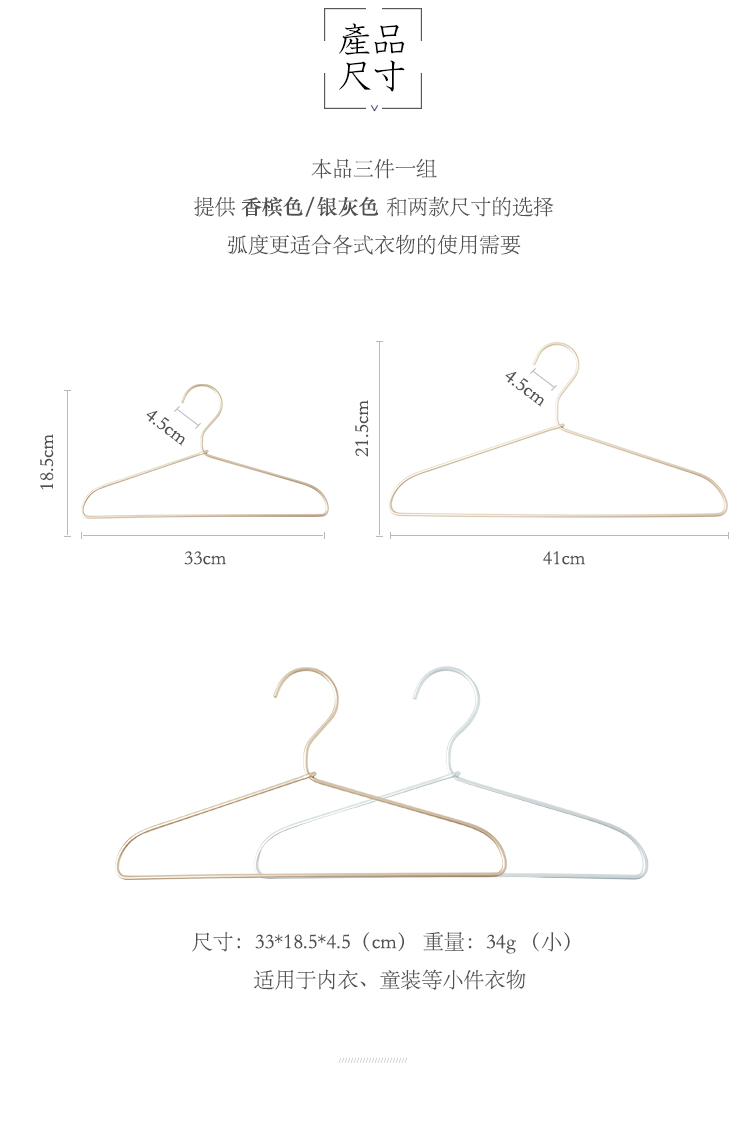 產品
尺寸
本品三件一组
提供 香槟色/银灰色 和两款尺寸的选择
弧度更适合各式衣物的使用需要
4.5cm
18.5cm
33cm
4.5cm
21.5cm
41cm
尺寸：33*18.5*4.5（cm） 重量：34g （小）
适用于内衣、童装等小件衣物